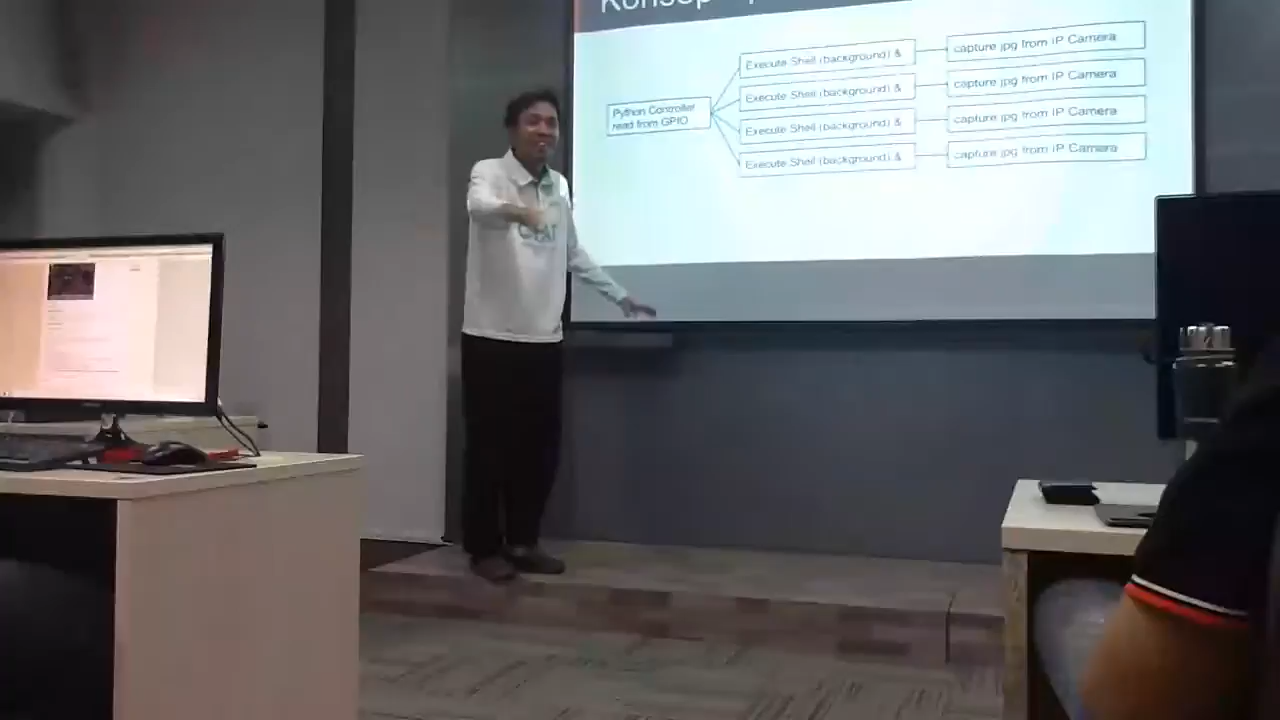 Konsep
Python Controller
read from GPIO
Execute Shell (background) &
capture jpg from IP Camera
Execute Shell (background) &
capture jpg from IP Camera
Execute Shell (background) &
capture jpg from IP Camera
Execute Shell (background) &
capture jpg from IP Camera